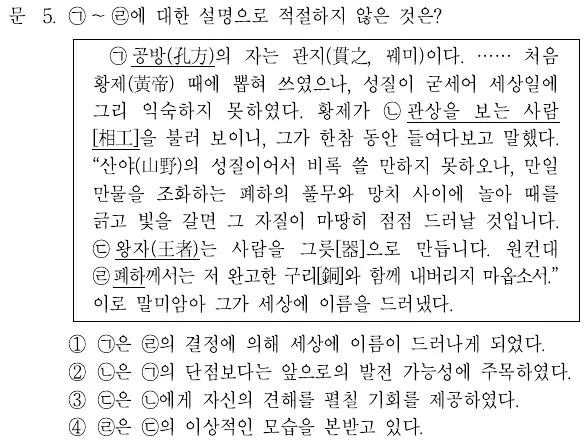 문 5. ㉠ ~ ㉣에 대한 설명으로 적절하지 않은 것은?
㉠ 공방(孔方)의 자는 관지(貫之, 꿰미)이다. …… 처음
황제(黃帝) 때에 뽑혀 쓰였으나, 성질이 굳세어 세상일에
그리 익숙하지 못하였다. 황제가 ㉡ 관상을 보는 사람
[相工]을 불러 보이니, 그가 한참 동안 들여다보고 말했다.
“산야(山野)의 성질이어서 비록 쓸 만하지 못하오나, 만일
만물을 조화하는 폐하의 풀무와 망치 사이에 놀아 때를
긁고 빛을 갈면 그 자질이 마땅히 점점 드러날 것입니다.
㉢ 왕자(王者)는 사람을 그릇[器]으로 만듭니다. 원컨대
㉣ 폐하께서는 저 완고한 구리[銅]와 함께 내버리지 마옵소서.”
이로 말미암아 그가 세상에 이름을 드러냈다.
① ㉠은 ㉣의 결정에 의해 세상에 이름이 드러나게 되었다.
② ㉡은 ㉠의 단점보다는 앞으로의 발전 가능성에 주목하였다.
③ ㉢은 ㉡에게 자신의 견해를 펼칠 기회를 제공하였다.
④ ㉣은 ㉢의 이상적인 모습을 본받고 있다.